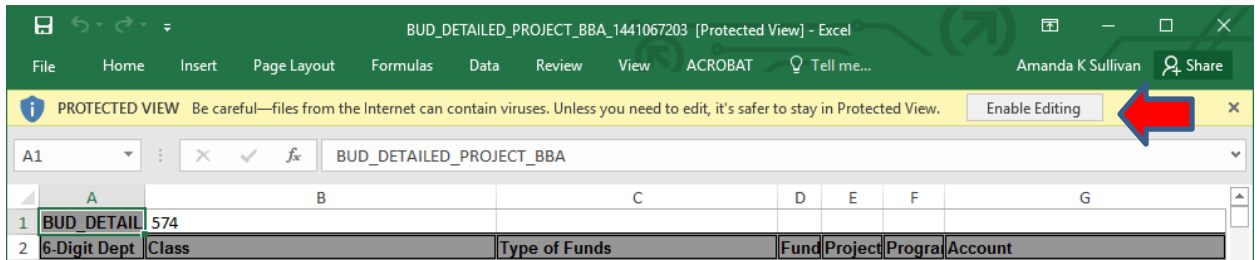 BUD_DETAILED_PROJECT_BBA_1441067203 [Protected View] - Excel
File Home Insert Page Layout Formulas Data Review View ACROBAT Tell me... Amanda K Sullivan Share
PROTECTED VIEW Be careful—files from the Internet can contain viruses. Unless you need to edit, it's safer to stay in Protected View. Enable Editing
A1 fx BUD_DETAILED_PROJECT_BBA
A B C D E F G
1 BUD_DETAIL 574
2 6-Digit Dept Class Type of Funds Fund Project Program Account